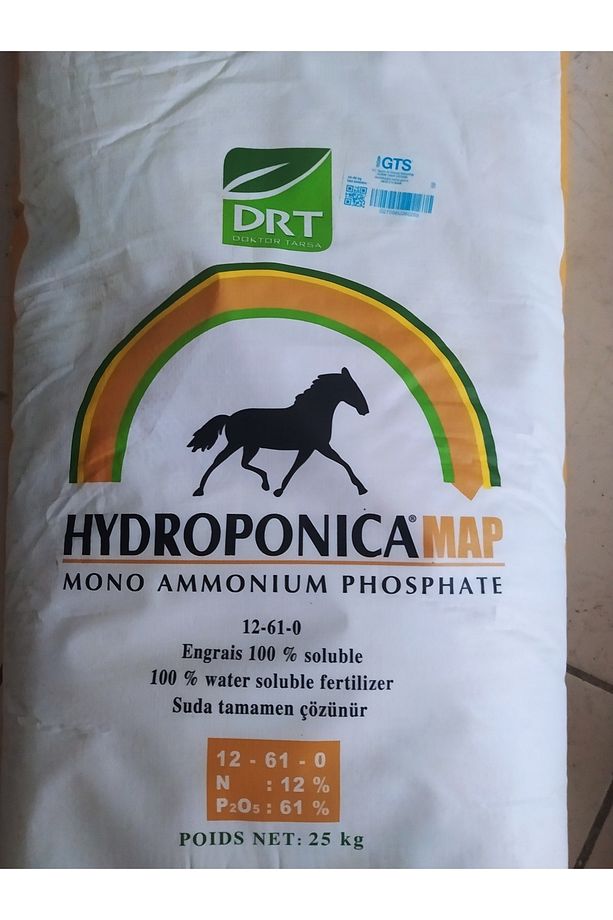 GTS
DRT
DOKTOR TARSA
HYDROPONICA® MAP
MONO AMMONIUM PHOSPHATE
12-61-0
Engrais 100 % soluble
100 % water soluble fertilizer
Suda tamamen çözünür
12 - 61 - 0
N : 12 %
P₂O₅ : 61 %
POIDS NET: 25 kg